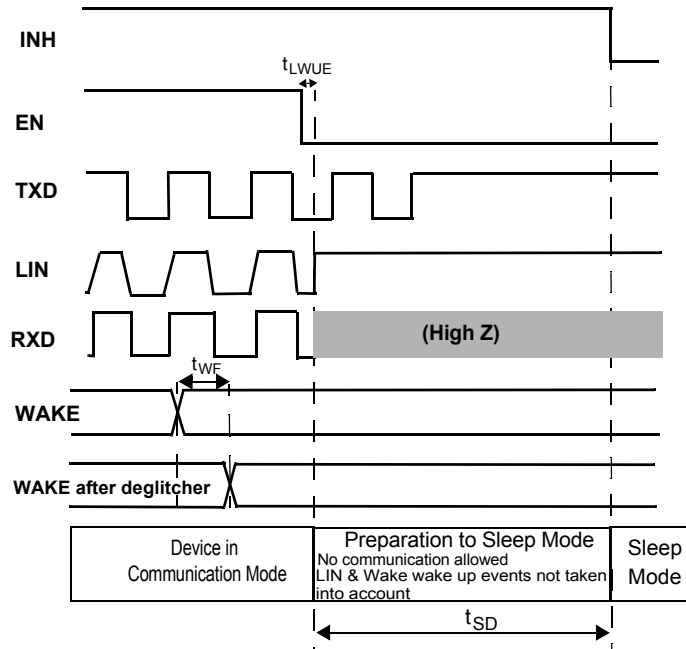 INH
tLWUE
EN
TXD
LIN
RXD
(High Z)
tWF
WAKE
WAKE after deglitcher
Device in
Communication Mode
Preparation to Sleep Mode
No communication allowed
LIN & Wake wake up events not taken
into account
Sleep
Mode
tSD